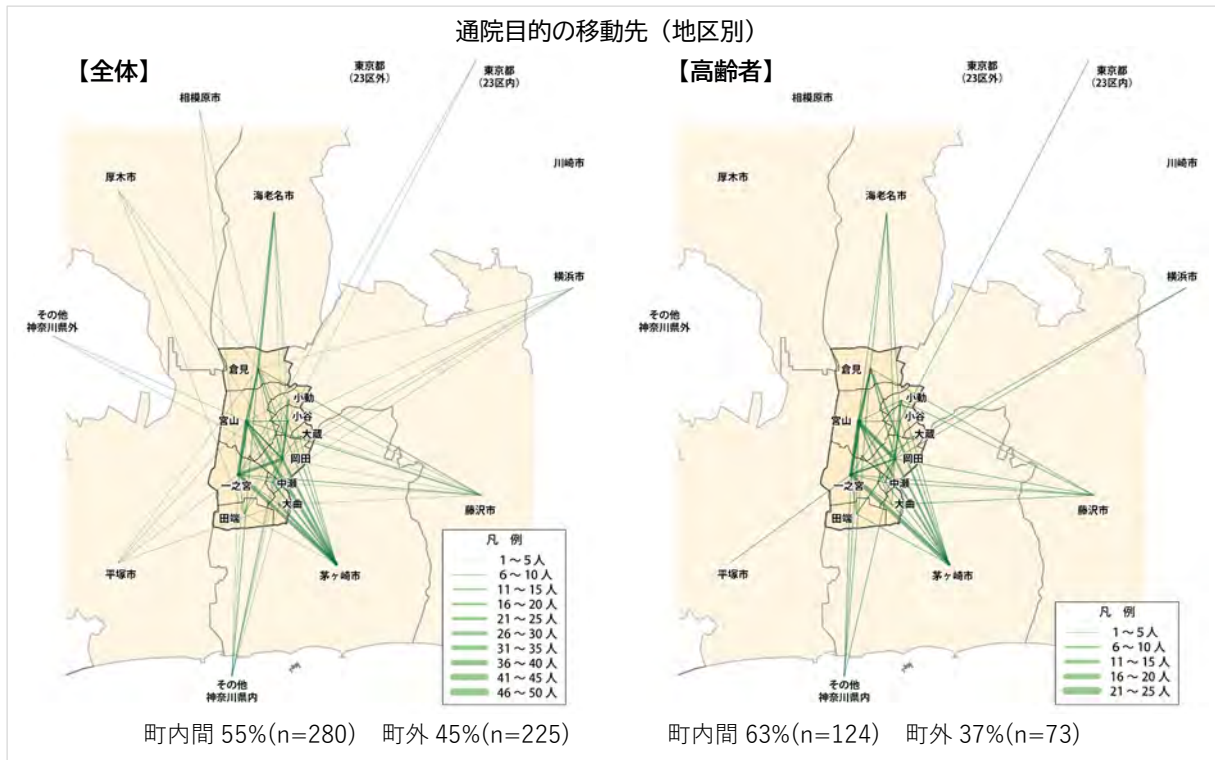 通院目的の移動先（地区別）
【全体】
東京都
（23区外）
東京都
（23区内）
相模原市
川崎市
厚木市
海老名市
横浜市
その他
神奈川県外
倉見
小動
小谷
宮山
大蔵
岡田
一之宮
中瀬
大曲
田端
藤沢市
平塚市
茅ヶ崎市
その他
神奈川県内
凡 例
1～5人
6～10人
11～15人
16～20人
21～25人
26～30人
31～35人
36～40人
41～45人
46～50人
町内間 55%(n=280) 町外 45%(n=225)
【高齢者】
東京都
（23区外）
東京都
（23区内）
相模原市
川崎市
厚木市
海老名市
横浜市
その他
神奈川県外
倉見
小動
小谷
宮山
大蔵
岡田
一之宮
中瀬
大曲
田端
藤沢市
平塚市
茅ヶ崎市
その他
神奈川県内
凡 例
1～5人
6～10人
11～15人
16～20人
21～25人
町内間 63%(n=124) 町外 37%(n=73)